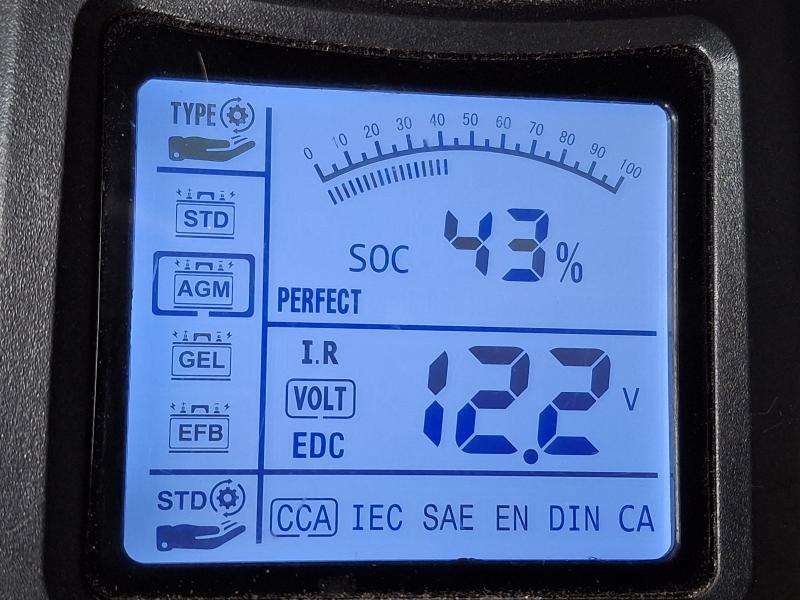 TYPE
0 10 20 30 40 50 60 70 80 90 100
STD
SOC 43%
AGM
PERFECT
GEL
I.R
VOLT 12.2 V
EFB
EDC
STD
CCA IEC SAE EN DIN CA